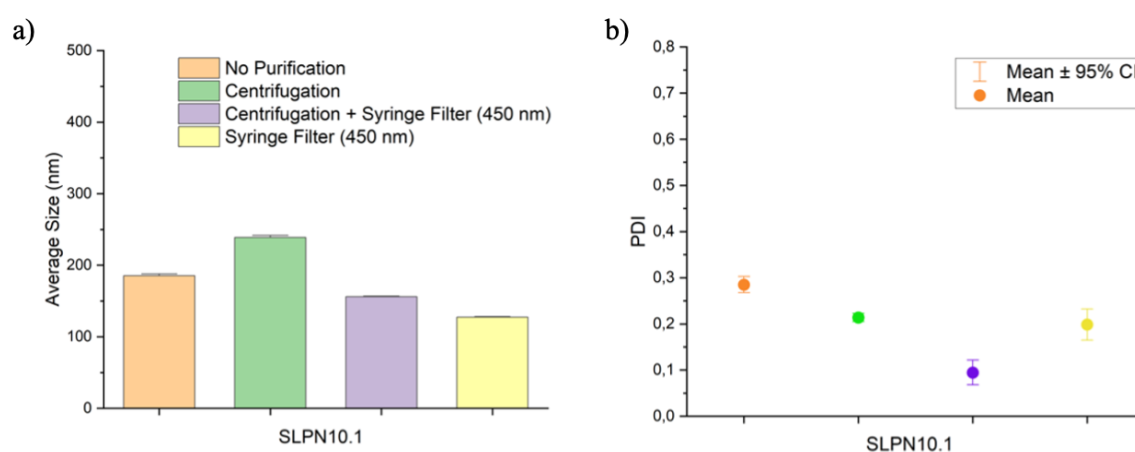 a)
500
400
300
200
100
0
Average Size (nm)
No Purification
Centrifugation
Centrifugation + Syringe Filter (450 nm)
Syringe Filter (450 nm)
SLPN10.1
b)
0,8
0,7
0,6
0,5
0,4
0,3
0,2
0,1
0,0
PDI
Mean ± 95% CI
Mean
SLPN10.1